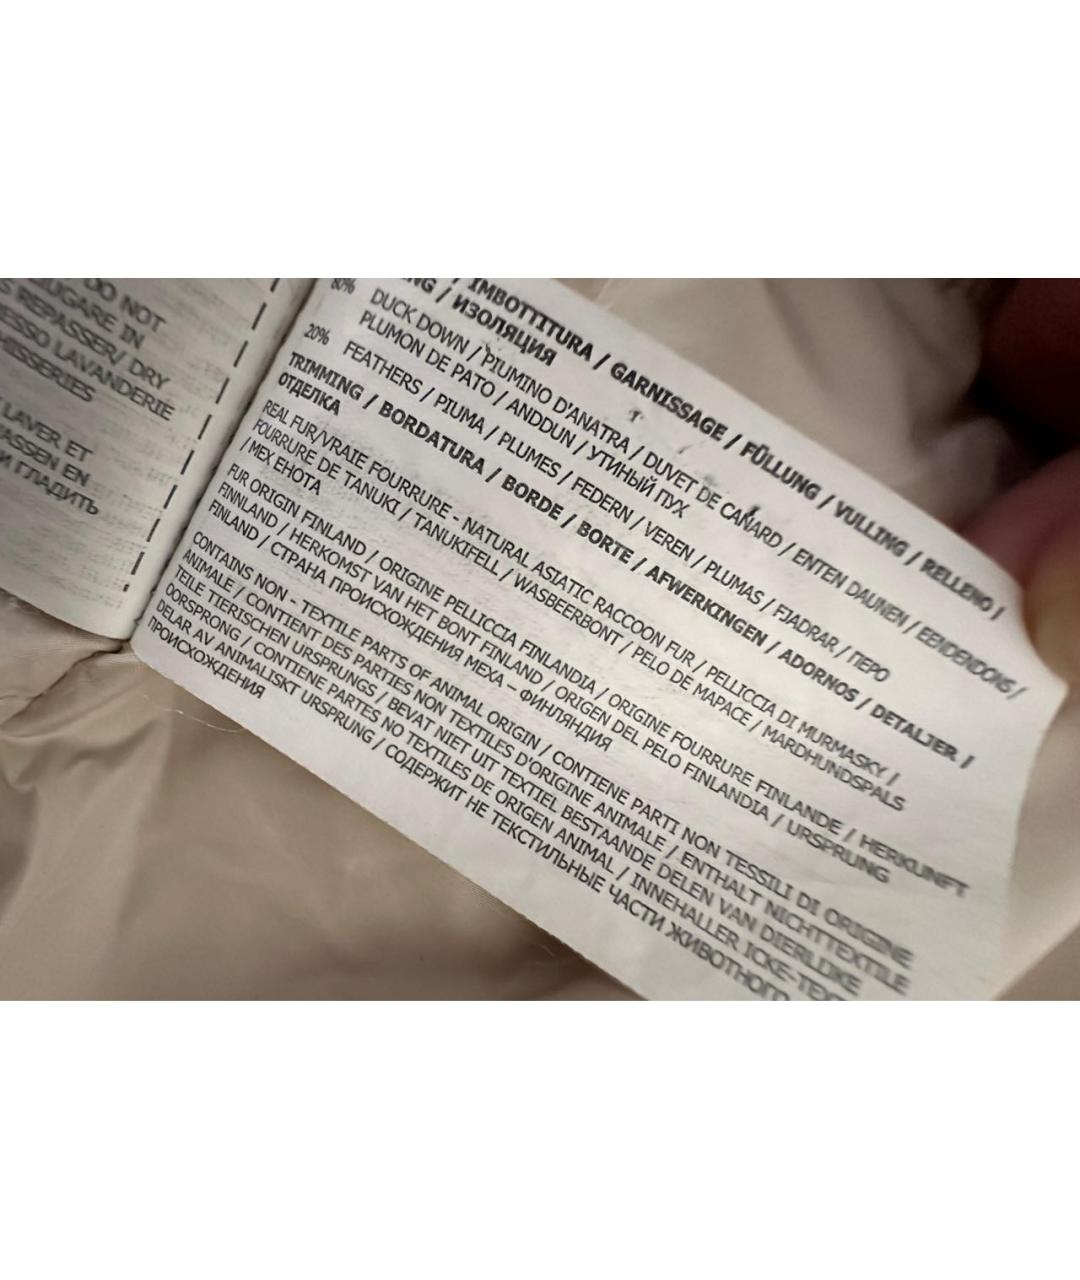 DO NOT
IUGARE IN
S REPASSER/ DRY
ESSO LAVANDERIE
MISSERIES
LAVER ET
PASSEN EN
И ГЛАДИТЬ
/ IMBOTTITURA / GARNISSAGE / FÜLLUNG / VULLING / RELLENO /
NG / ИЗОЛЯЦИЯ
80% DUCK DOWN / PIUMINO D'ANATRA / DUVET DE CANARD / ENTEN DAUNEN / EENDENDONS /
PLUMON DE PATO / ANDDUN / УТИНЫЙ ПУХ
20% FEATHERS / PIUMA / PLUMES / FEDERN / VEREN / PLUMAS / FJADRAR / ПЕРО
TRIMMING / BORDATURA / BORDE / BORTE / AFWERKINGEN / ADORNOS / DETALJER /
ОТДЕЛКА
REAL FUR/VRAIE FOURRURE - NATURAL ASIATIC RACCOON FUR / PELLICCIA DI MURMASKY /
FOURRURE DE TANUKI / TANUKIFELL / WASBEERBONT / PELO DE MAPACE / MARDHUNDSPALS
/ МЕХ ЕНОТА
FUR ORIGIN FINLAND / ORIGINE PELLICCIA FINLANDIA / ORIGINE FOURRURE FINLANDE / HERKUNFT
FINNLAND / HERKOMST VAN HET BONT FINLAND / ORIGEN DEL PELO FINLANDIA / URSPRUNG
FINLAND / СТРАНА ПРОИСХОЖДЕНИЯ МЕХА – ФИНЛЯНДИЯ
CONTAINS NON - TEXTILE PARTS OF ANIMAL ORIGIN / CONTIENE PARTI NON TESSILI DI ORIGINE
ANIMALE / CONTIENT DES PARTIES NON TEXTILES D'ORIGINE ANIMALE / ENTHALT NICHTTEXTILE
TEILE TIERISCHEN URSPRUNGS / BEVAT NIET UIT TEXTIEL BESTAANDE DELEN VAN DIERLIJKE
OORSPRONG / CONTIENE PARTES NO TEXTILES DE ORIGEN ANIMAL / INNEHALLER ICKE-TEXT
DELAR AV ANIMALISKT URSPRUNG / СОДЕРЖИТ НЕ ТЕКСТИЛЬНЫЕ ЧАСТИ ЖИВОТНОГО
ПРОИСХОЖДЕНИЯ